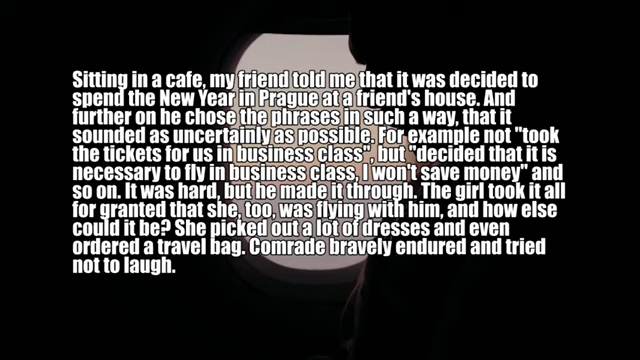 Sitting in a cafe, my friend told me that it was decided to
spend the New Year in Prague at a friend's house. And
further on he chose the phrases in such a way, that it
sounded as uncertainly as possible. For example not "took
the tickets for us in business class", but "decided that it is
necessary to fly in business class, I won't save money" and
so on. It was hard, but he made it through. The girl took it all
for granted that she, too, was flying with him, and how else
could it be? She picked out a lot of dresses and even
ordered a travel bag. Comrade bravely endured and tried
not to laugh.